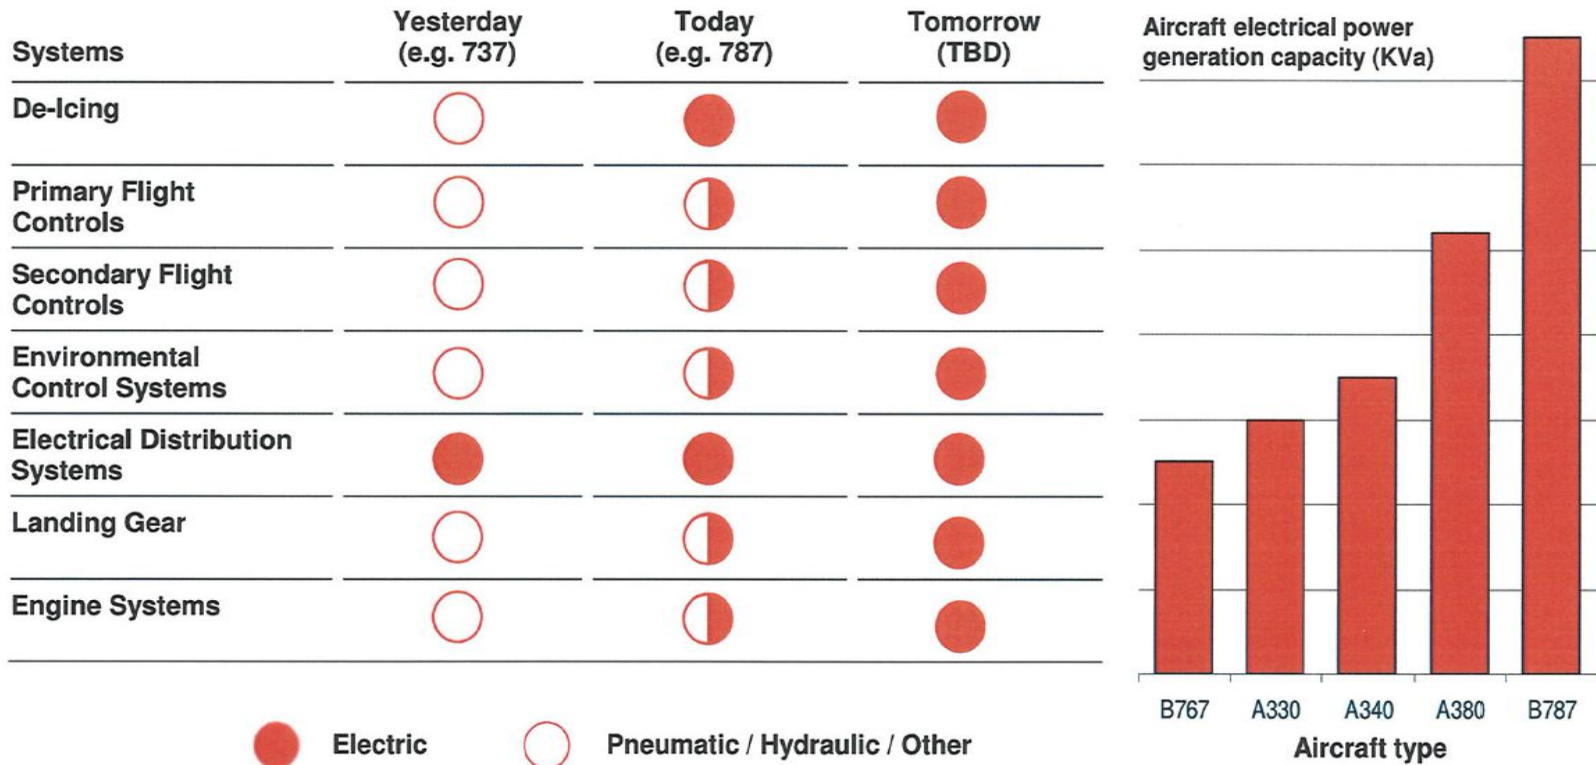 Systems
Yesterday
(e.g. 737)
Today
(e.g. 787)
Tomorrow
(TBD)
De-Icing
Primary Flight
Controls
Secondary Flight
Controls
Environmental
Control Systems
Electrical Distribution
Systems
Landing Gear
Engine Systems
Electric
Pneumatic / Hydraulic / Other
Aircraft electrical power
generation capacity (KVa)
B767 A330 A340 A380 B787
Aircraft type